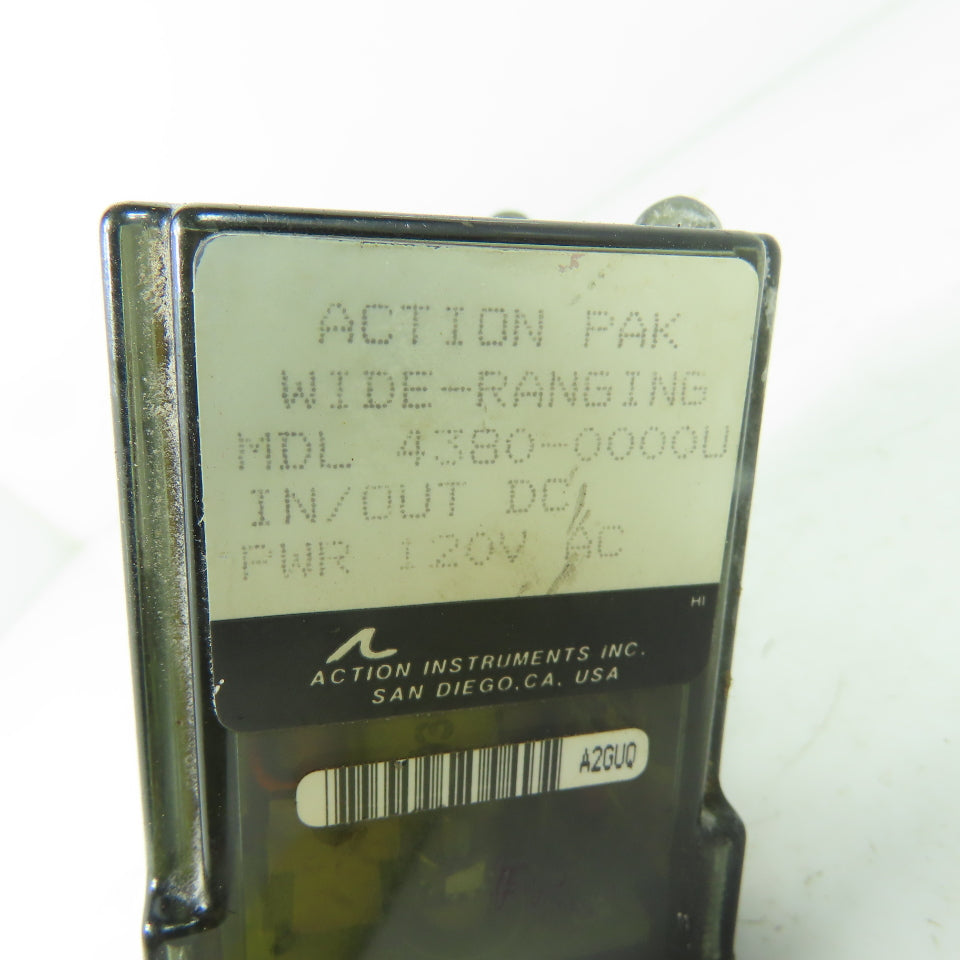 ACTION PAK
WIDE-RANGING
MDL 4380-0000U
IN/OUT DC
PWR 120V AC
HI
ACTION INSTRUMENTS INC.
SAN DIEGO, CA, USA
A2GUQ
3